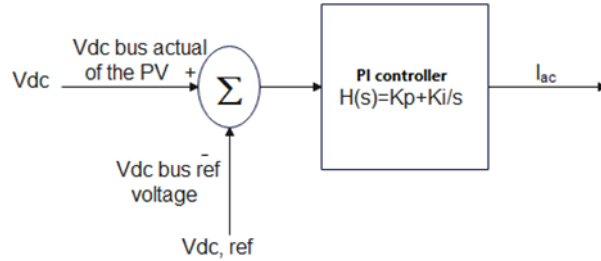 Vdc bus actual
of the PV +
Vdc
Σ
PI controller
H(s)=Kp+Ki/s
Iac
-
Vdc bus ref
voltage
Vdc, ref